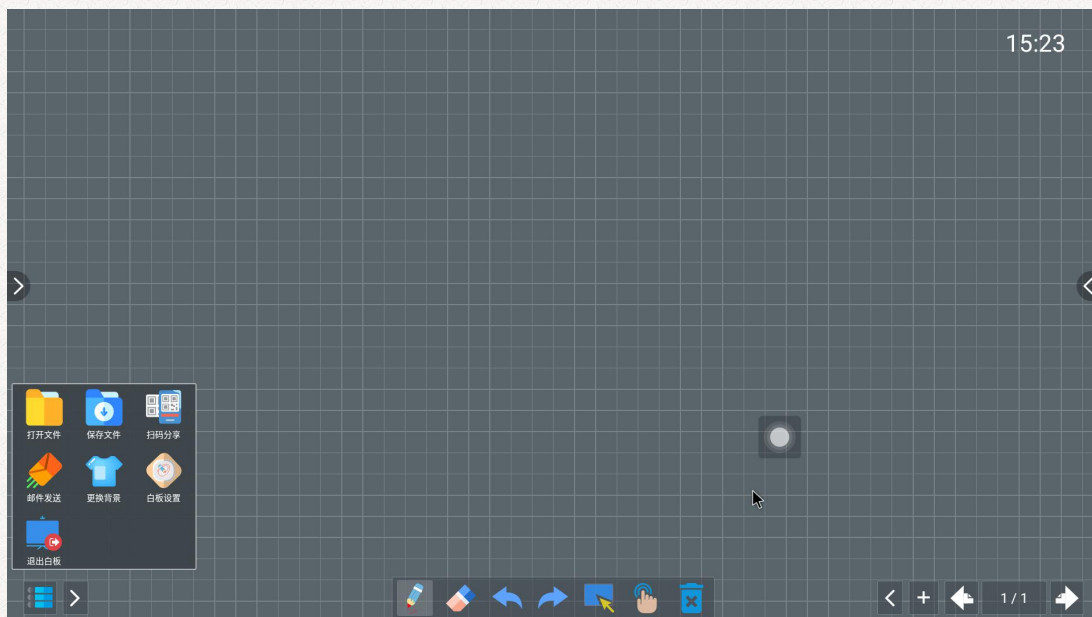 15:23
打开文件 保存文件 扫码分享
邮件发送 更换背景 白板设置
退出白板
1 / 1